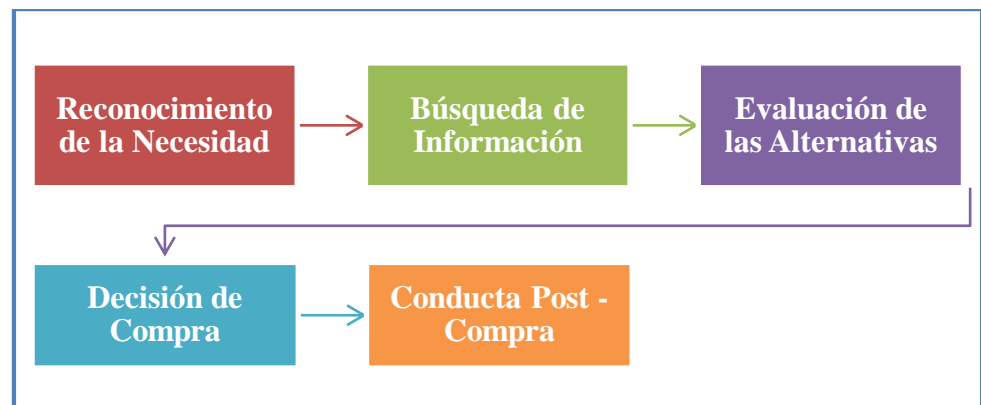 Reconocimiento
de la Necesidad
Búsqueda de
Información
Evaluación de
las Alternativas
Decisión de
Compra
Conducta Post -
Compra